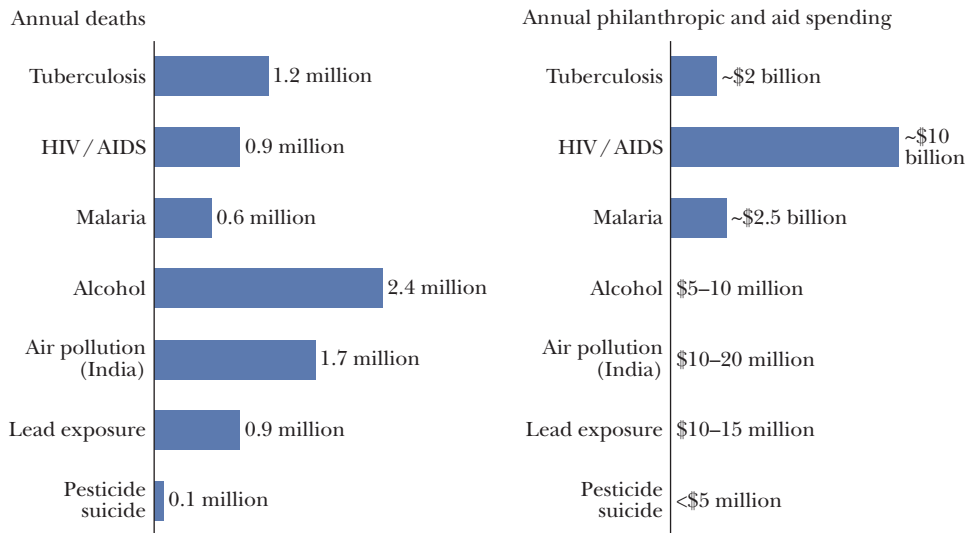 Annual deaths
Tuberculosis
1.2 million
HIV / AIDS
0.9 million
Malaria
0.6 million
Alcohol
2.4 million
Air pollution
(India)
1.7 million
Lead exposure
0.9 million
Pesticide
suicide
0.1 million
Annual philanthropic and aid spending
Tuberculosis
~$2 billion
HIV / AIDS
~$10
billion
Malaria
~$2.5 billion
Alcohol
$5–10 million
Air pollution
(India)
$10–20 million
Lead exposure
$10–15 million
Pesticide
suicide
<$5 million